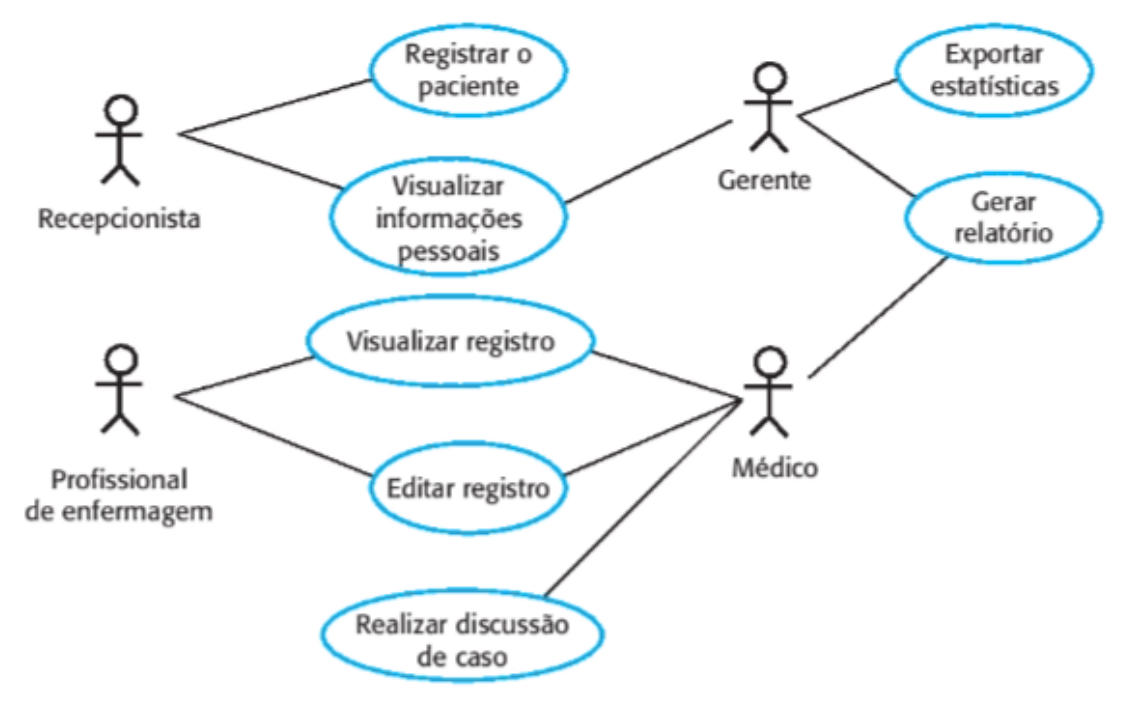 Registrar o
paciente
Exportar
estatísticas
Recepcionista
Visualizar
informações
pessoais
Gerente
Gerar
relatório
Visualizar registro
Profissional
de enfermagem
Editar registro
Médico
Realizar discussão
de caso